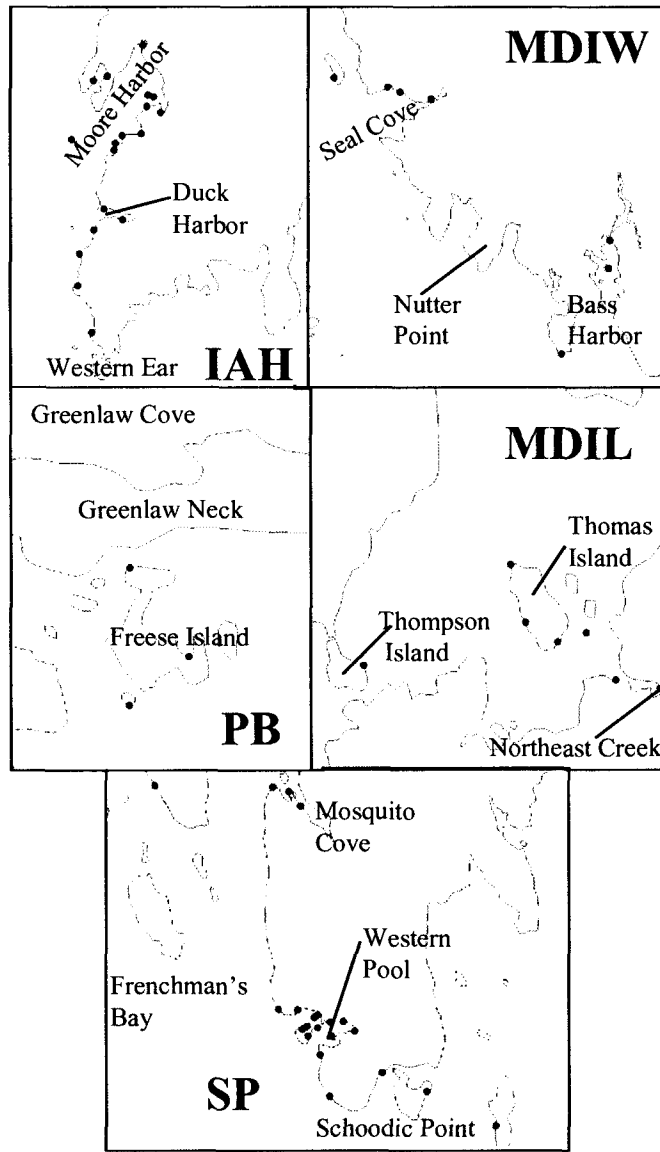 Moore Harbor
Duck
Harbor
Western Ear
IAH
MDIW
Seal Cove
Nutter
Point
Bass
Harbor
Greenlaw Cove
Greenlaw Neck
Freese Island
PB
MDIL
Thomas
Island
Thompson
Island
Northeast Creek
Mosquito
Cove
Western
Pool
Frenchman's
Bay
SP
Schoodic Point